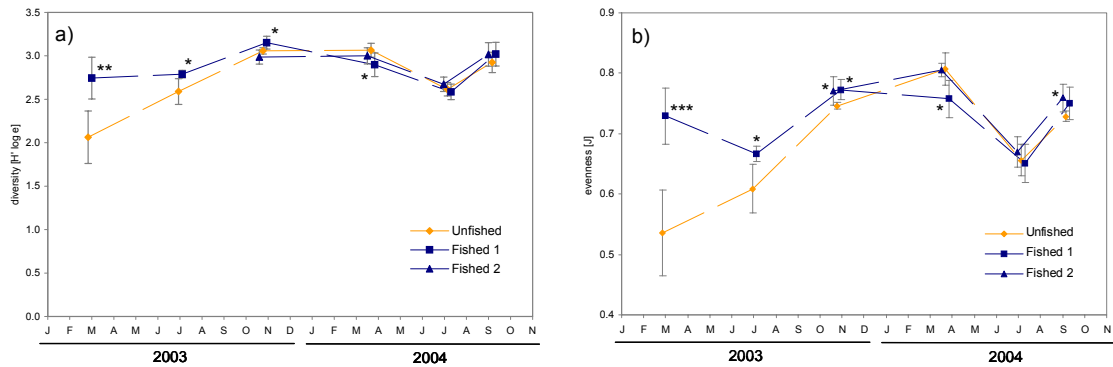 a)
diversity [H' log e]
3.5
3.0
2.5
2.0
1.5
1.0
0.5
0.0
**
*
*
*
Unfished
Fished 1
Fished 2
J F M A M J J A S O N D J F M A M J J A S O N
2003 2004
b)
evenness [J]
0.9
0.8
0.7
0.6
0.5
0.4
***
*
*
*
*
*
Unfished
Fished 1
Fished 2
J F M A M J J A S O N D J F M A M J J A S O N
2003 2004